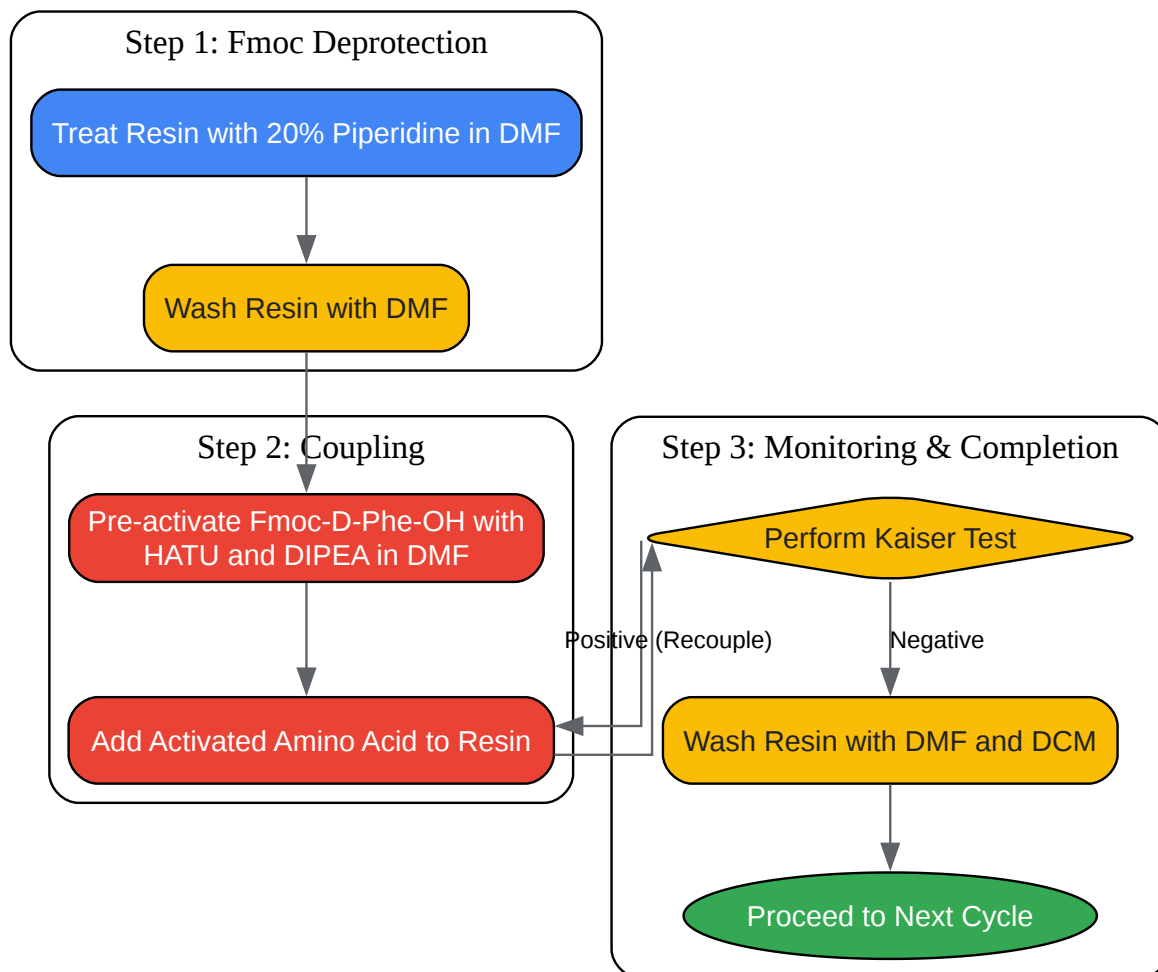 Step 1: Fmoc Deprotection
Treat Resin with 20% Piperidine in DMF
Wash Resin with DMF
Step 2: Coupling
Pre-activate Fmoc-D-Phe-OH with
HATU and DIPEA in DMF
Add Activated Amino Acid to Resin
Step 3: Monitoring & Completion
Perform Kaiser Test
Positive (Recouple)
Negative
Wash Resin with DMF and DCM
Proceed to Next Cycle